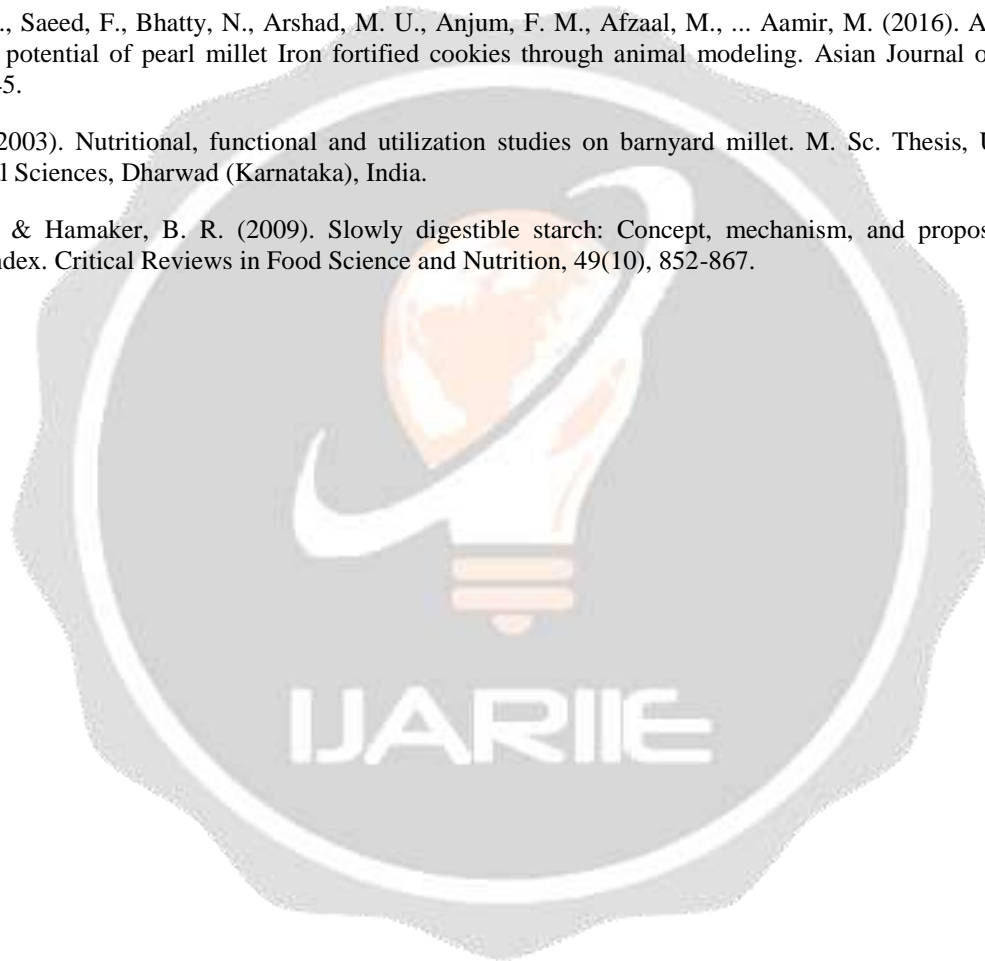 ., Saeed, F., Bhatty, N., Arshad, M. U., Anjum, F. M., Afzaal, M., ... Aamir, M. (2016). A
potential of pearl millet Iron fortified cookies through animal modeling. Asian Journal o
5.
2003). Nutritional, functional and utilization studies on barnyard millet. M. Sc. Thesis, U
l Sciences, Dharwad (Karnataka), India.
& Hamaker, B. R. (2009). Slowly digestible starch: Concept, mechanism, and propos
ndex. Critical Reviews in Food Science and Nutrition, 49(10), 852-867.
IJARIIE